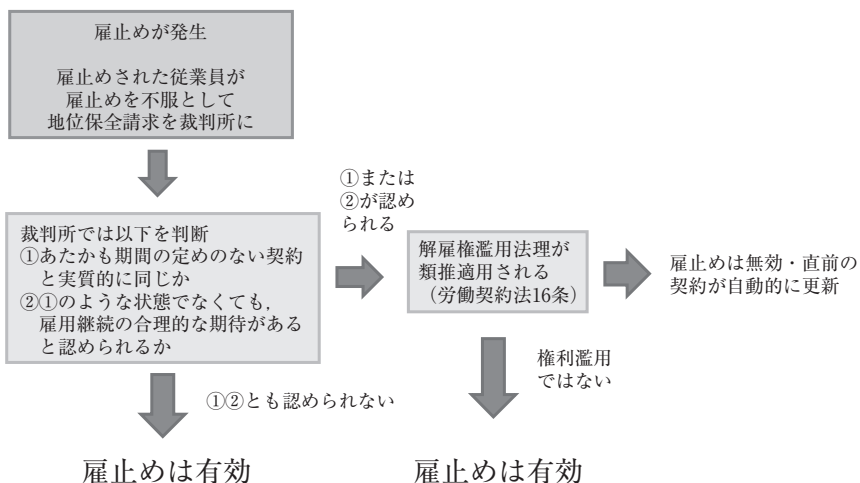 雇止めが発生
雇止めされた従業員が
雇止めを不服として
地位保全請求を裁判所に
①または
②が認め
られる
裁判所では以下を判断
①あたかも期間の定めのない契約
と実質的に同じか
②①のような状態でなくても，
雇用継続の合理的な期待がある
と認められるか
解雇権濫用法理が
類推適用される
（労働契約法16条）
雇止めは無効・直前の
契約が自動的に更新
①②とも認められない
権利濫用
ではない
雇止めは有効
雇止めは有効